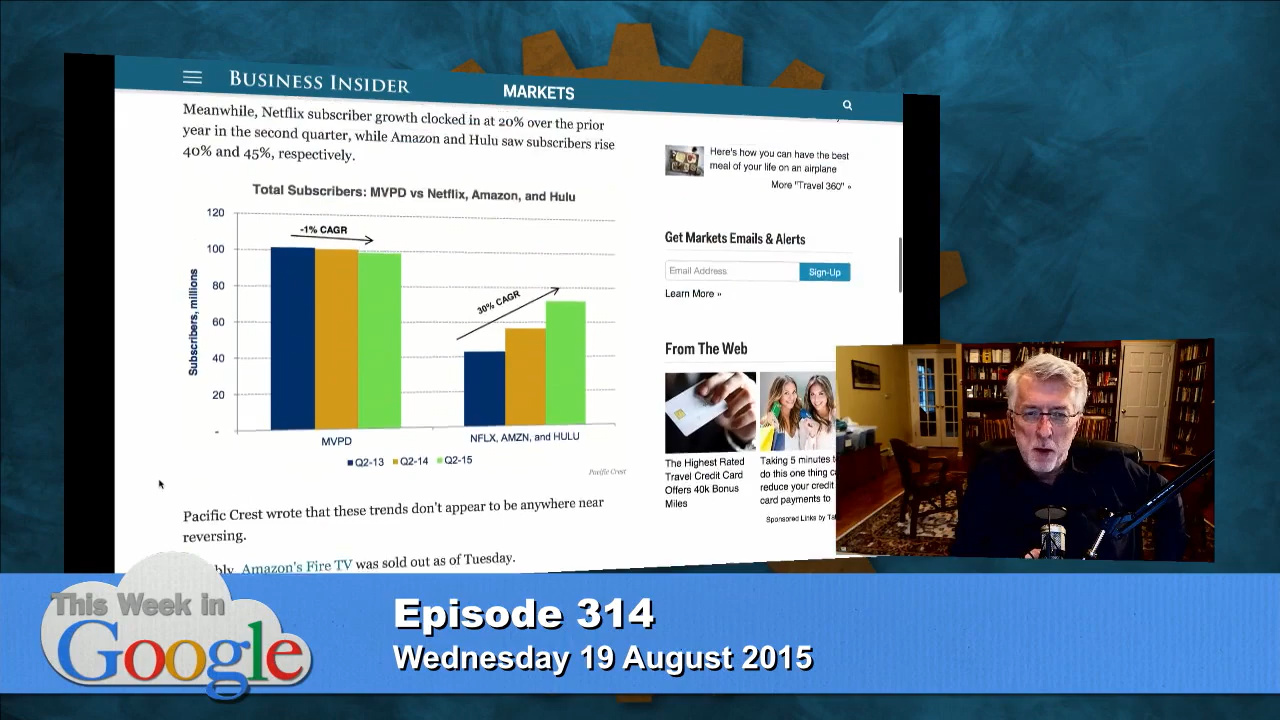 BUSINESS INSIDER
MARKETS
Meanwhile, Netflix subscriber growth clocked in at 20% over the prior
year in the second quarter, while Amazon and Hulu saw subscribers rise
40% and 45%, respectively.
Total Subscribers: MVPD vs Netflix, Amazon, and Hulu
Subscribers, millions
120
100
80
60
40
20
-
-1% CAGR
30% CAGR
MVPD
NFLX, AMZN, and HULU
Q2-13 Q2-14 Q2-15
Pacific Crest
Pacific Crest wrote that these trends don't appear to be anywhere near
reversing.
Amazon's Fire TV was sold out as of Tuesday.
Here's how you can have the best
meal of your life on an airplane
More "Travel 360" »
Get Markets Emails & Alerts
Email Address
Sign-Up
Learn More »
From The Web
The Highest Rated
Travel Credit Card
Offers 40k Bonus
Miles
Taking 5 minutes
do this one thing
reduce your credit
card payments to
Sponsored Links by
This Week in
Google
Episode 314
Wednesday 19 August 2015